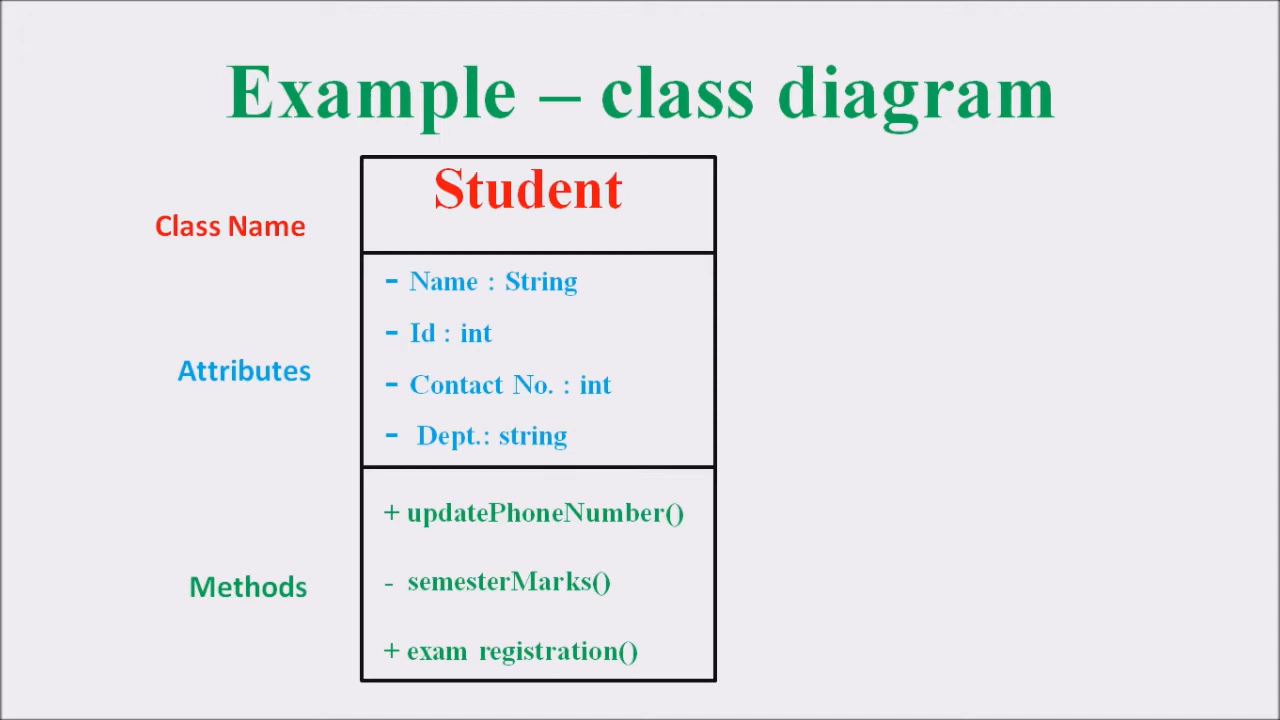 Example – class diagram
Student
Class Name
- Name : String
- Id : int
Attributes
- Contact No. : int
- Dept.: string
+ updatePhoneNumber()
- semesterMarks()
Methods
+ exam registration()